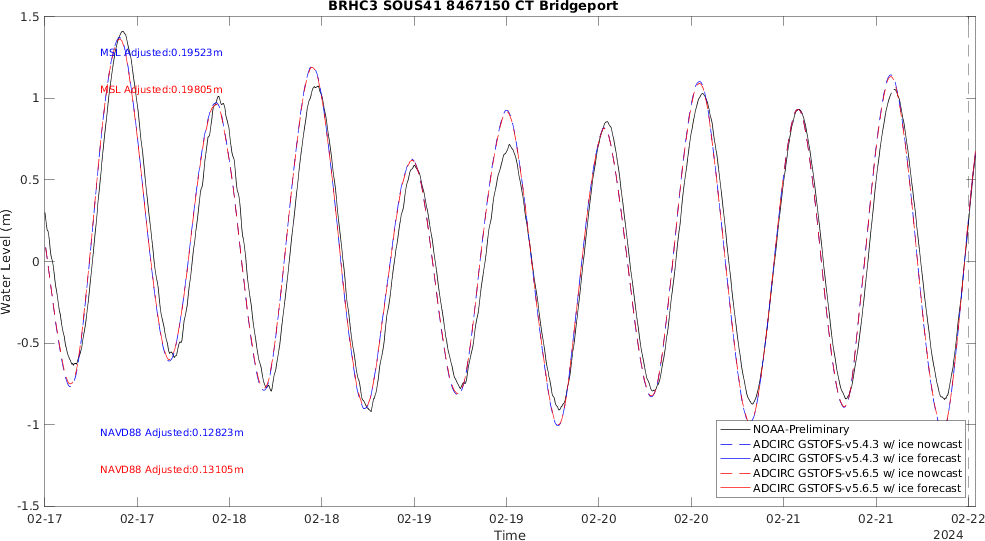 BRHC3 SOUS41 8467150 CT Bridgeport
1.5
1
0.5
0
-0.5
-1
-1.5
Water Level (m)
MSL Adjusted:0.19523m
MSL Adjusted:0.19805m
NAVD88 Adjusted:0.12823m
NAVD88 Adjusted:0.13105m
NOAA-Preliminary
ADCIRC GSTOFS-v5.4.3 w/ ice nowcast
ADCIRC GSTOFS-v5.4.3 w/ ice forecast
ADCIRC GSTOFS-v5.6.5 w/ ice nowcast
ADCIRC GSTOFS-v5.6.5 w/ ice forecast
02-17 02-17 02-18 02-18 02-19 02-19 02-20 02-20 02-21 02-21 02-22
Time
2024